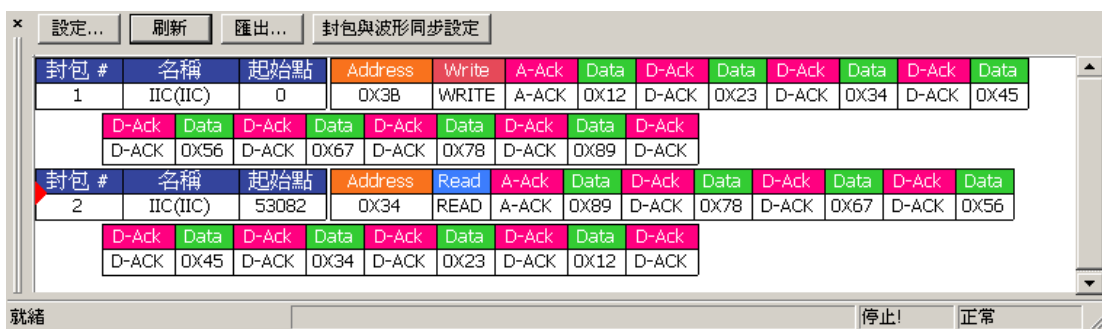 設定... 刷新 匯出... 封包與波形同步設定
封包 # 名稱 起始點 Address Write A-Ack Data D-Ack Data D-Ack Data D-Ack Data
1 IIC(IIC) 0 0X3B WRITE A-ACK 0X12 D-ACK 0X23 D-ACK 0X34 D-ACK 0X45
D-Ack Data D-Ack Data D-Ack Data D-Ack Data D-Ack
D-ACK 0X56 D-ACK 0X67 D-ACK 0X78 D-ACK 0X89 D-ACK
封包 # 名稱 起始點 Address Read A-Ack Data D-Ack Data D-Ack Data D-Ack Data
2 IIC(IIC) 53082 0X34 READ A-ACK 0X89 D-ACK 0X78 D-ACK 0X67 D-ACK 0X56
D-Ack Data D-Ack Data D-Ack Data D-Ack Data D-Ack
D-ACK 0X45 D-ACK 0X34 D-ACK 0X23 D-ACK 0X12 D-ACK
就緒 停止! 正常